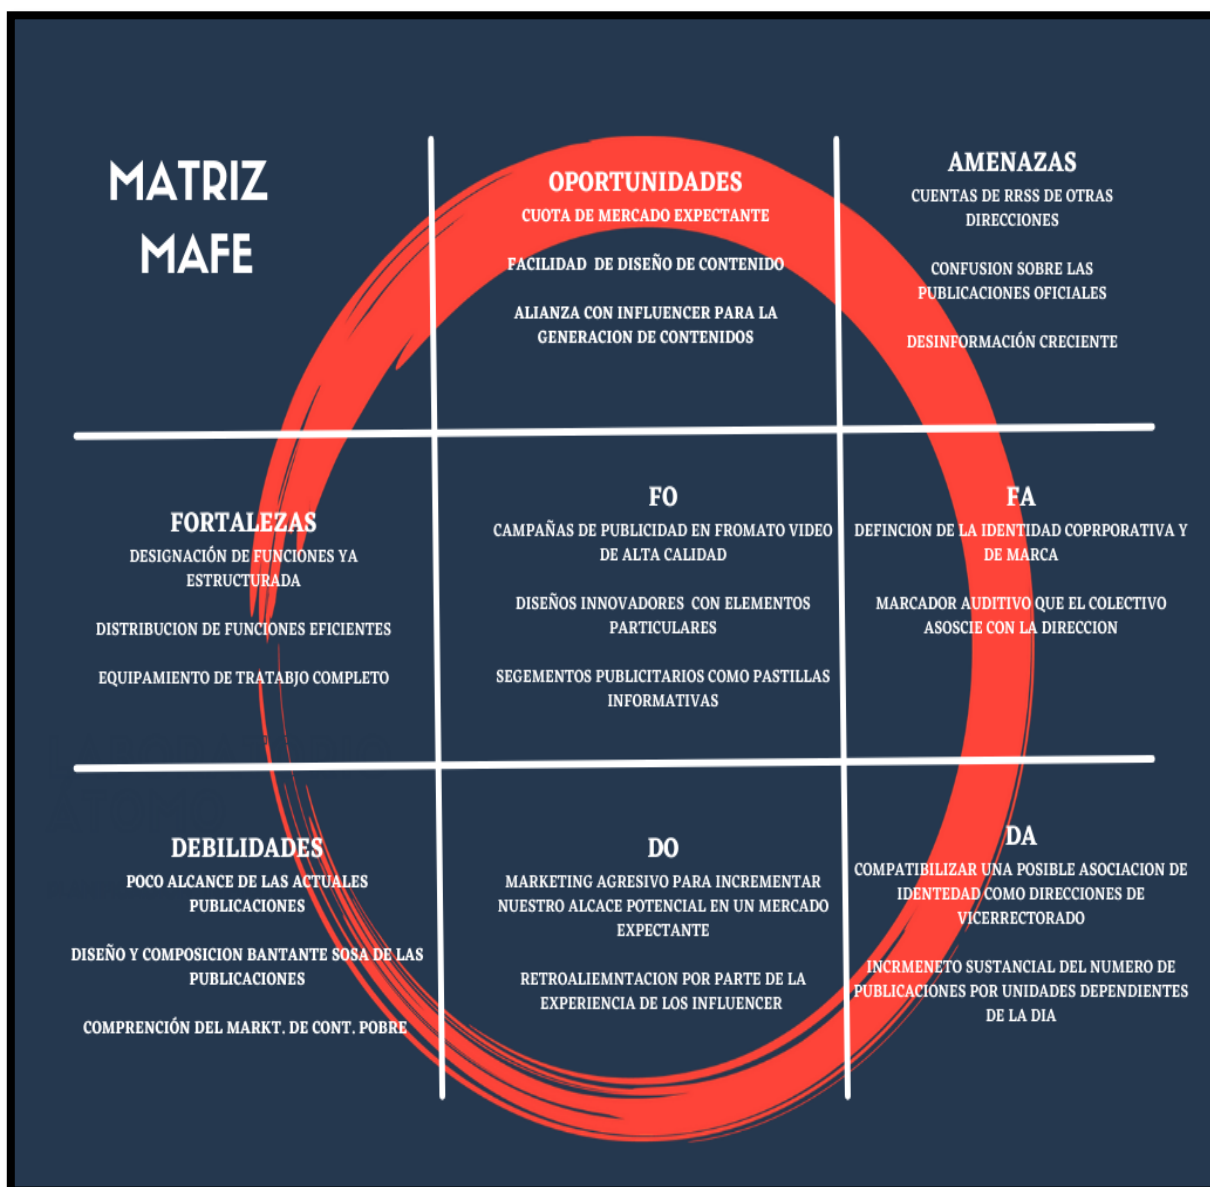 MATRIZ
MAFE
OPORTUNIDADES
CUOTA DE MERCADO EXPECTANTE
FACILIDAD DE DISEÑO DE CONTENIDO
ALIANZA CON INFLUENCER PARA LA
GENERACION DE CONTENIDOS
AMENAZAS
CUENTAS DE RRSS DE OTRAS
DIRECCIONES
CONFUSION SOBRE LAS
PUBLICACIONES OFICIALES
DESINFORMACIÓN CRECIENTE
FORTALEZAS
DESIGNACIÓN DE FUNCIONES YA
ESTRUCTURADA
DISTRIBUCION DE FUNCIONES EFICIENTES
EQUIPAMIENTO DE TRATABJO COMPLETO
FO
CAMPAÑAS DE PUBLICIDAD EN FROMATO VIDEO
DE ALTA CALIDAD
DISEÑOS INNOVADORES CON ELEMENTOS
PARTICULARES
SEGEMENTOS PUBLICITARIOS COMO PASTILLAS
INFORMATIVAS
FA
DEFINCION DE LA IDENTIDAD COPRPORATIVA Y
DE MARCA
MARCADOR AUDITIVO QUE EL COLECTIVO
ASOSCIE CON LA DIRECCION
DEBILIDADES
POCO ALCANCE DE LAS ACTUALES
PUBLICACIONES
DISEÑO Y COMPOSICION BANTANTE SOSA DE LAS
PUBLICACIONES
COMPRENCIÓN DEL MARKT. DE CONT. POBRE
DO
MARKETING AGRESIVO PARA INCREMENTAR
NUESTRO ALCACE POTENCIAL EN UN MERCADO
EXPECTANTE
RETROALIEMNTACION POR PARTE DE LA
EXPERIENCIA DE LOS INFLUENCER
DA
COMPATIBILIZAR UNA POSIBLE ASOCIACION DE
IDENTEDAD COMO DIRECCIONES DE
VICERRECTORADO
INCRMENETO SUSTANCIAL DEL NUMERO DE
PUBLICACIONES POR UNIDADES DEPENDIENTES
DE LA DIA